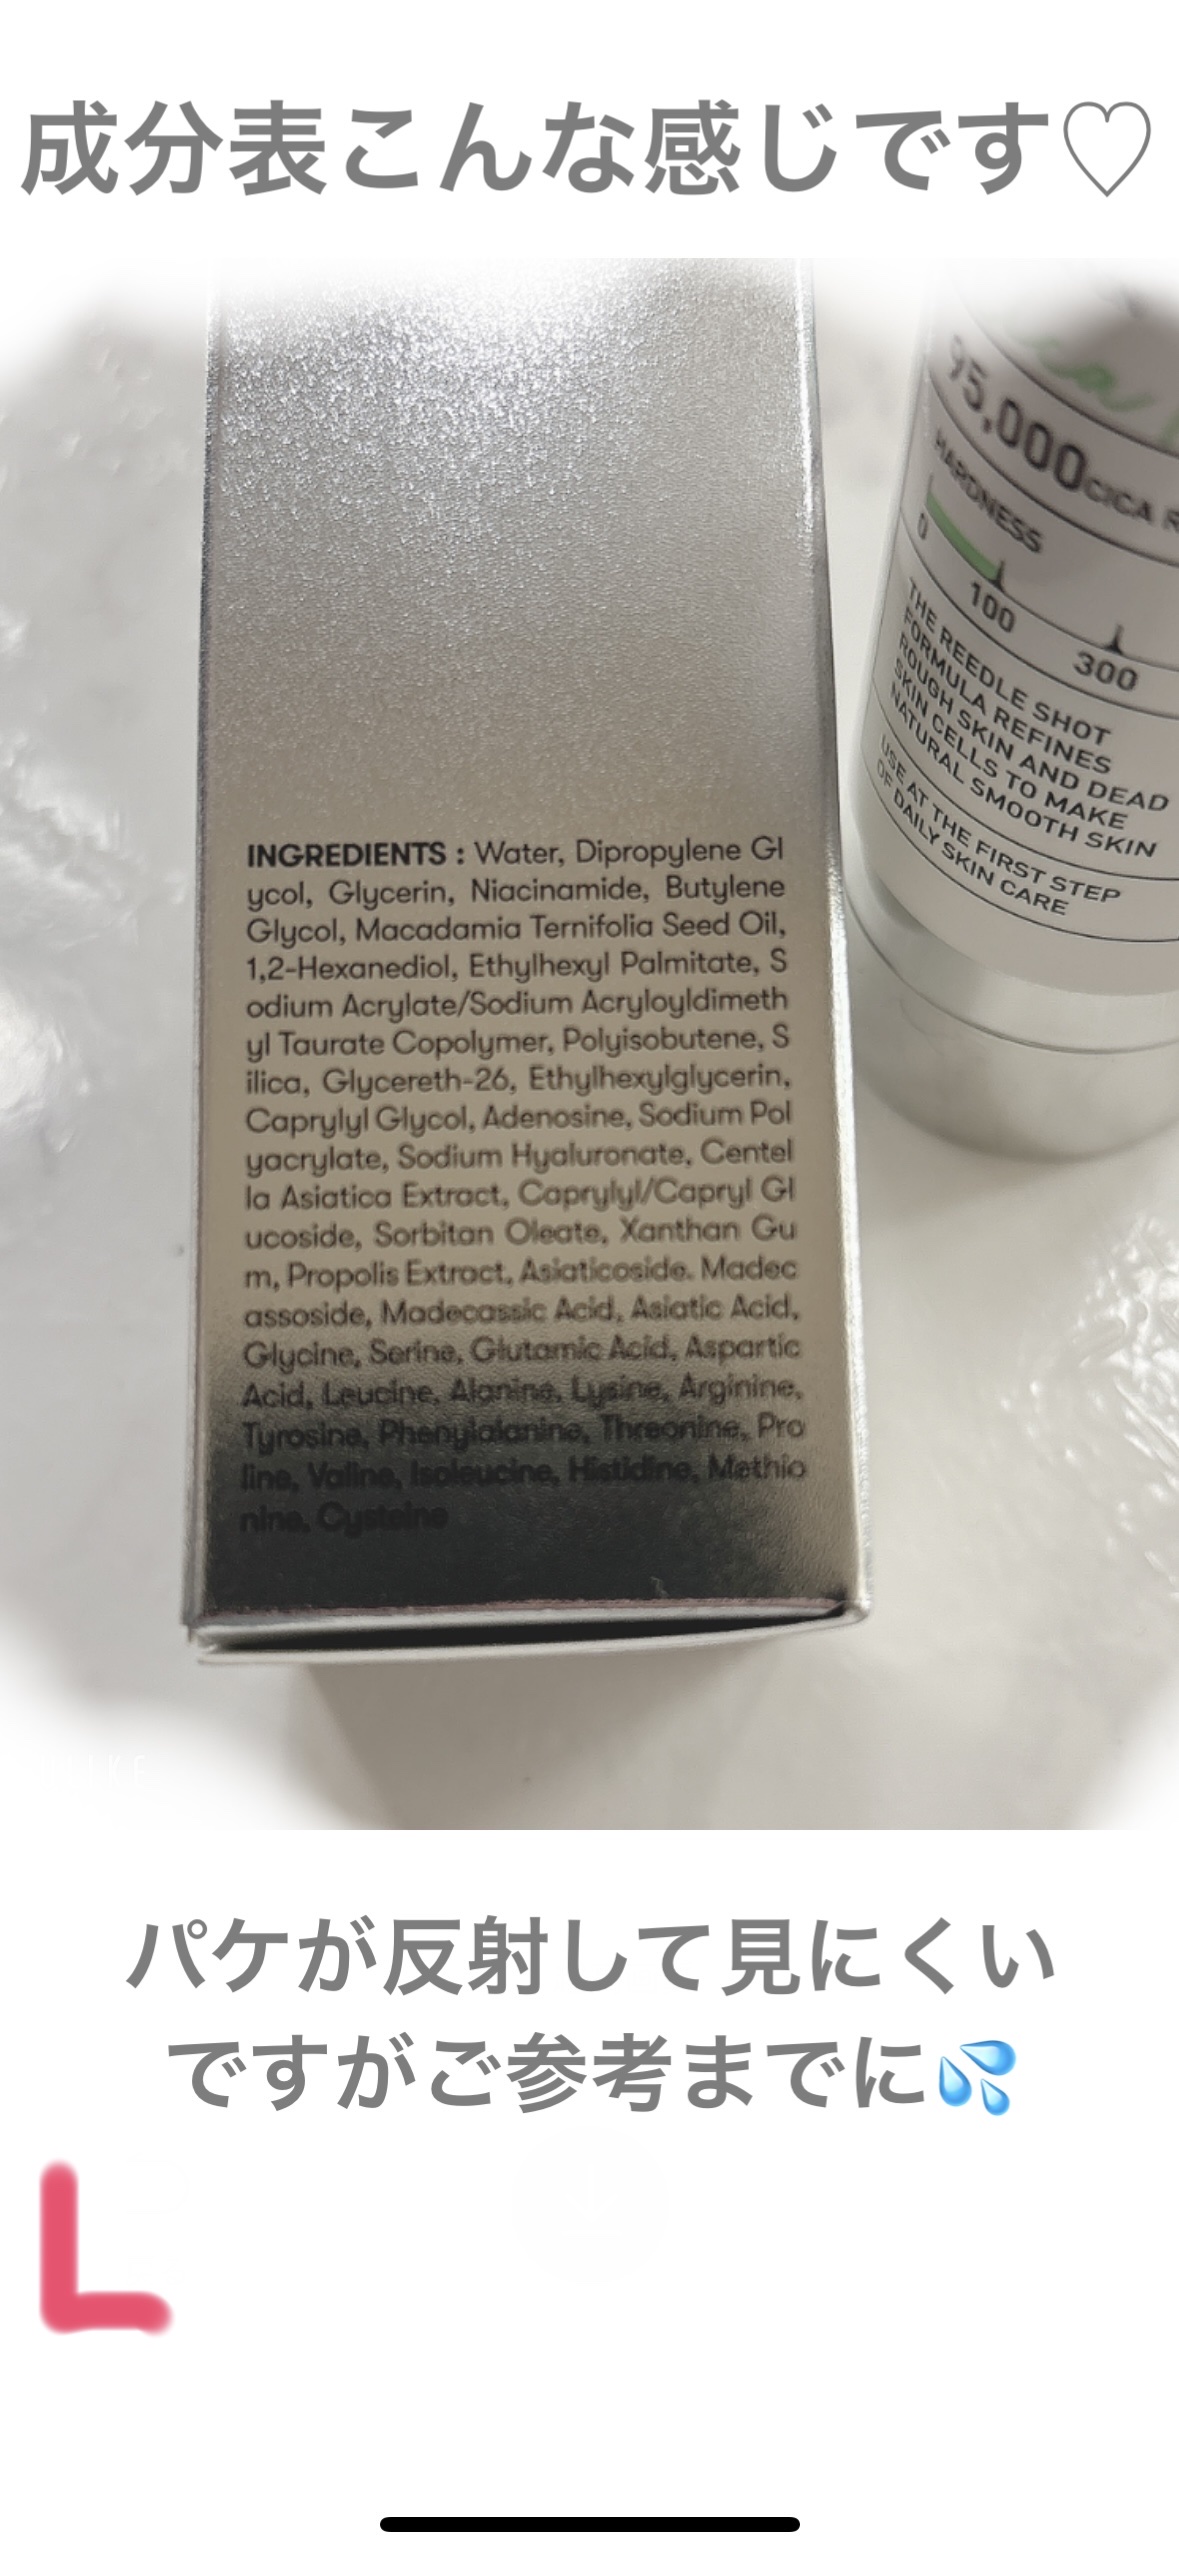 成分表こんな感じです♡
95,000CICA R
HARDNESS
0
100
300
THE REEDLE SHOT
FORMULA REFINES
ROUGH SKIN AND DEAD
SKIN CELLS TO MAKE
NATURAL SMOOTH SKIN
USE AT THE FIRST STEP
OF DAILY SKIN CARE
INGREDIENTS : Water, Dipropylene Gl
ycol, Glycerin, Niacinamide, Butylene
Glycol, Macadamia Ternifolia Seed Oil,
1,2-Hexanediol, Ethylhexyl Palmitate, S
odium Acrylate/Sodium Acryloyldimeth
yl Taurate Copolymer, Polyisobutene, S
ilica, Glycereth-26, Ethylhexylglycerin,
Caprylyl Glycol, Adenosine, Sodium Pol
yacrylate, Sodium Hyaluronate, Centel
la Asiatica Extract, Caprylyl/Capryl Gl
ucoside, Sorbitan Oleate, Xanthan Gu
m, Propolis Extract, Asiaticoside. Madec
assoside, Madecassic Acid, Asiatic Acid,
Glycine, Serine, Glutamic Acid, Aspartic
Acid, Leucine, Alanine, Lysine, Arginine,
Tyrosine, Phenylalanine, Threonine, Pro
line, Valine, Isoleucine, Histidine, Methio
nine, Cysteine
パケが反射して見にくい
ですがご参考までに💦
L